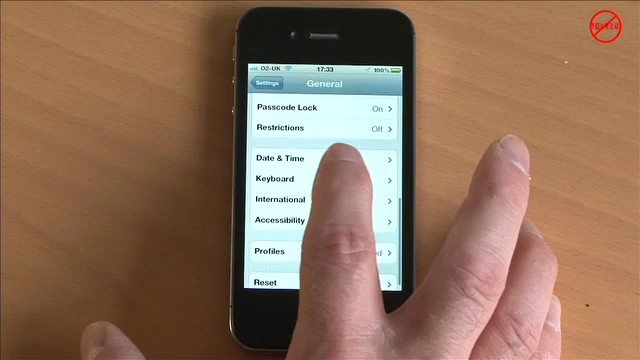 O2-UK 17:33 100%
Settings General
Passcode Lock On
Restrictions Off
Date & Time
Keyboard
International
Accessibility
Profiles
Reset